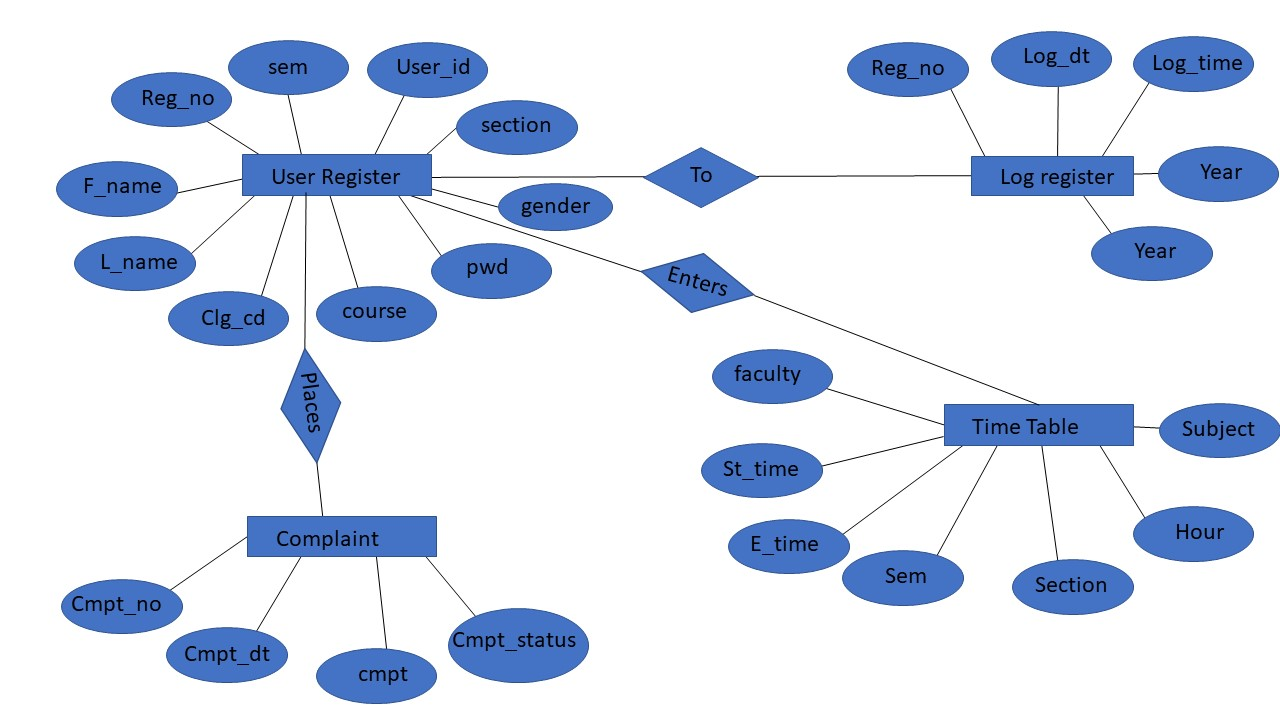 sem
User_id
Reg_no
section
User Register
F_name
gender
L_name
pwd
Clg_cd
course
To
Reg_no
Log_dt
Log_time
Log register
Year
Year
Enters
Places
faculty
Time Table
Subject
St_time
E_time
Sem
Section
Hour
Complaint
Cmpt_no
Cmpt_dt
cmpt
Cmpt_status